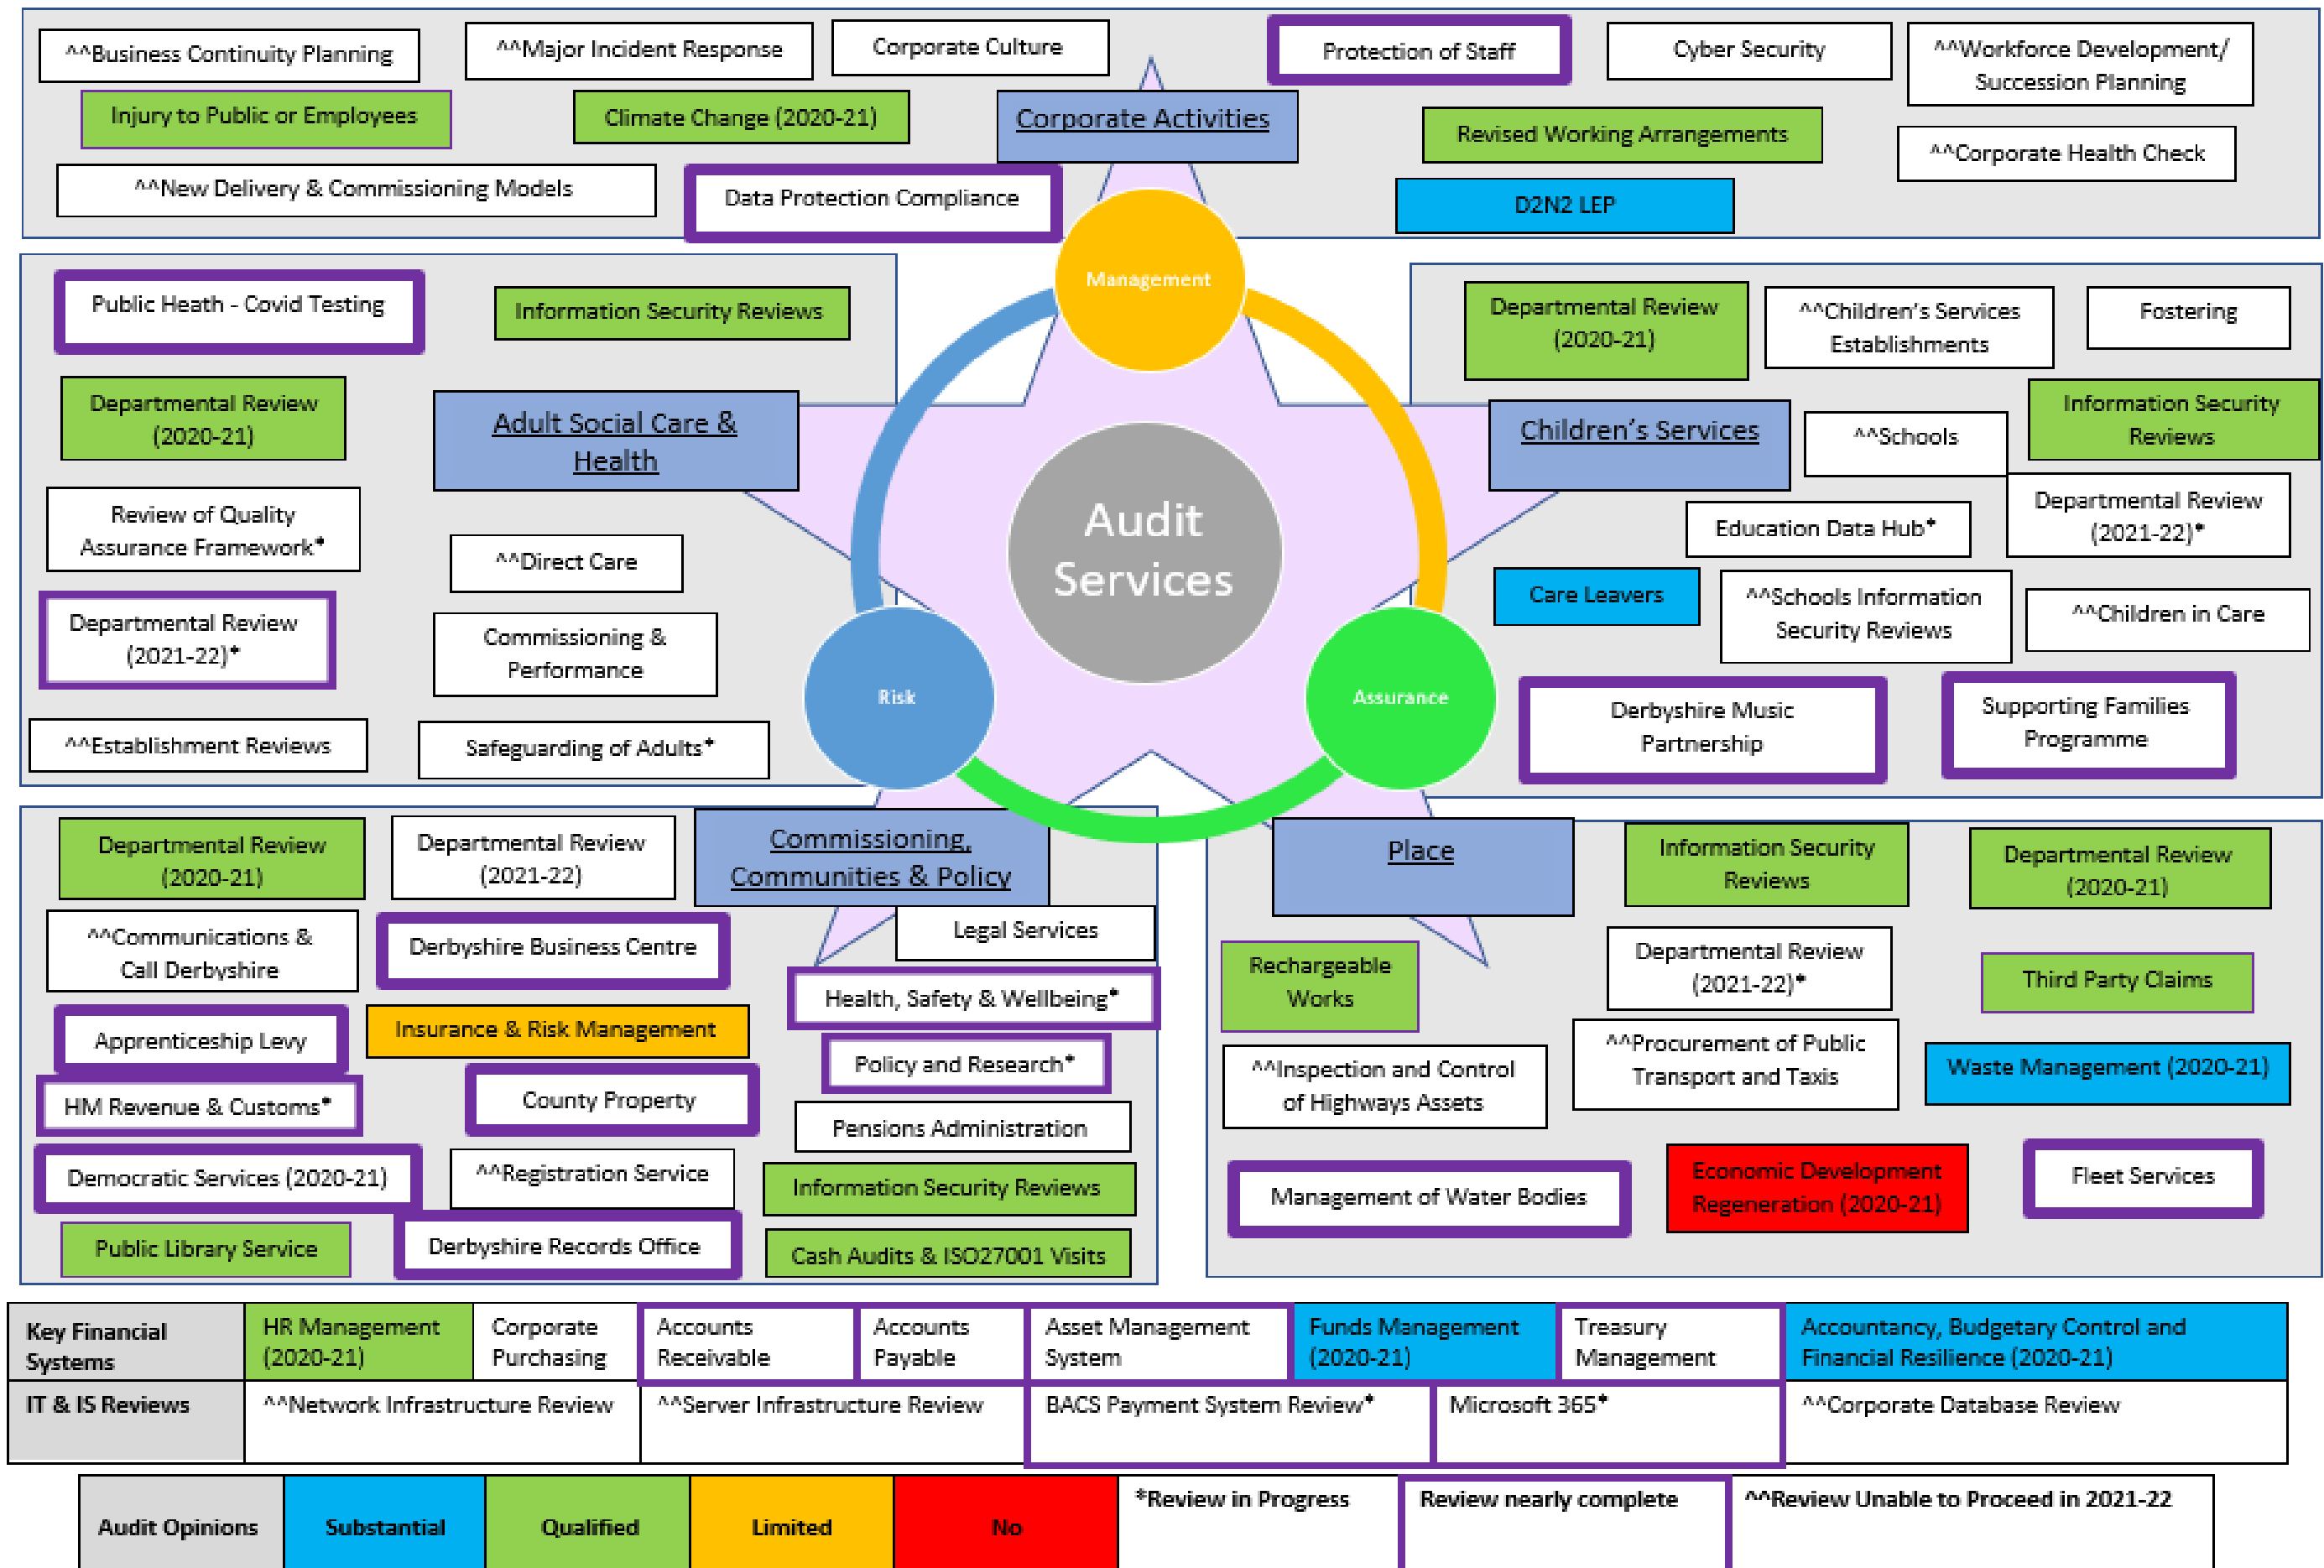 ^^Business Continuity Planning
^^Major Incident Response
Corporate Culture
Protection of Staff
Cyber Security
^^Workforce Development/
Succession Planning
Injury to Public or Employees
Climate Change (2020-21)
Corporate Activities
Revised Working Arrangements
^^Corporate Health Check
^^New Delivery & Commissioning Models
Data Protection Compliance
D2N2 LEP
Management
Public Heath - Covid Testing
Information Security Reviews
Departmental Review
(2020-21)
Adult Social Care &
Health
Review of Quality
Assurance Framework*
^^Direct Care
Departmental Review
(2021-22)*
Commissioning &
Performance
^^Establishment Reviews
Safeguarding of Adults*
Audit
Services
Risk
Assurance
Departmental Review
(2020-21)
^^Children's Services
Establishments
Fostering
Children's Services
^^Schools
Information Security
Reviews
Education Data Hub*
Departmental Review
(2021-22)*
Care Leavers
^^Schools Information
Security Reviews
^^Children in Care
Derbyshire Music
Partnership
Supporting Families
Programme
Departmental Review
(2020-21)
Departmental Review
(2021-22)
Commissioning,
Communities & Policy
^^Communications &
Call Derbyshire
Derbyshire Business Centre
Legal Services
Health, Safety & Wellbeing*
Apprenticeship Levy
Insurance & Risk Management
Policy and Research*
HM Revenue & Customs*
County Property
Pensions Administration
Democratic Services (2020-21)
^^Registration Service
Information Security Reviews
Public Library Service
Derbyshire Records Office
Cash Audits & ISO27001 Visits
Place
Information Security
Reviews
Departmental Review
(2020-21)
Rechargeable
Works
Departmental Review
(2021-22)*
Third Party Claims
^^Inspection and Control
of Highways Assets
^^Procurement of Public
Transport and Taxis
Waste Management (2020-21)
Management of Water Bodies
Economic Development
Regeneration (2020-21)
Fleet Services
Key Financial
Systems
HR Management
(2020-21)
Corporate
Purchasing
Accounts
Receivable
Accounts
Payable
Asset Management
System
Funds Management
(2020-21)
Treasury
Management
Accountancy, Budgetary Control and
Financial Resilience (2020-21)
IT & IS Reviews
^^Network Infrastructure Review
^^Server Infrastructure Review
BACS Payment System Review*
Microsoft 365*
^^Corporate Database Review
Audit Opinions
Substantial
Qualified
Limited
No
*Review in Progress
Review nearly complete
^^Review Unable to Proceed in 2021-22